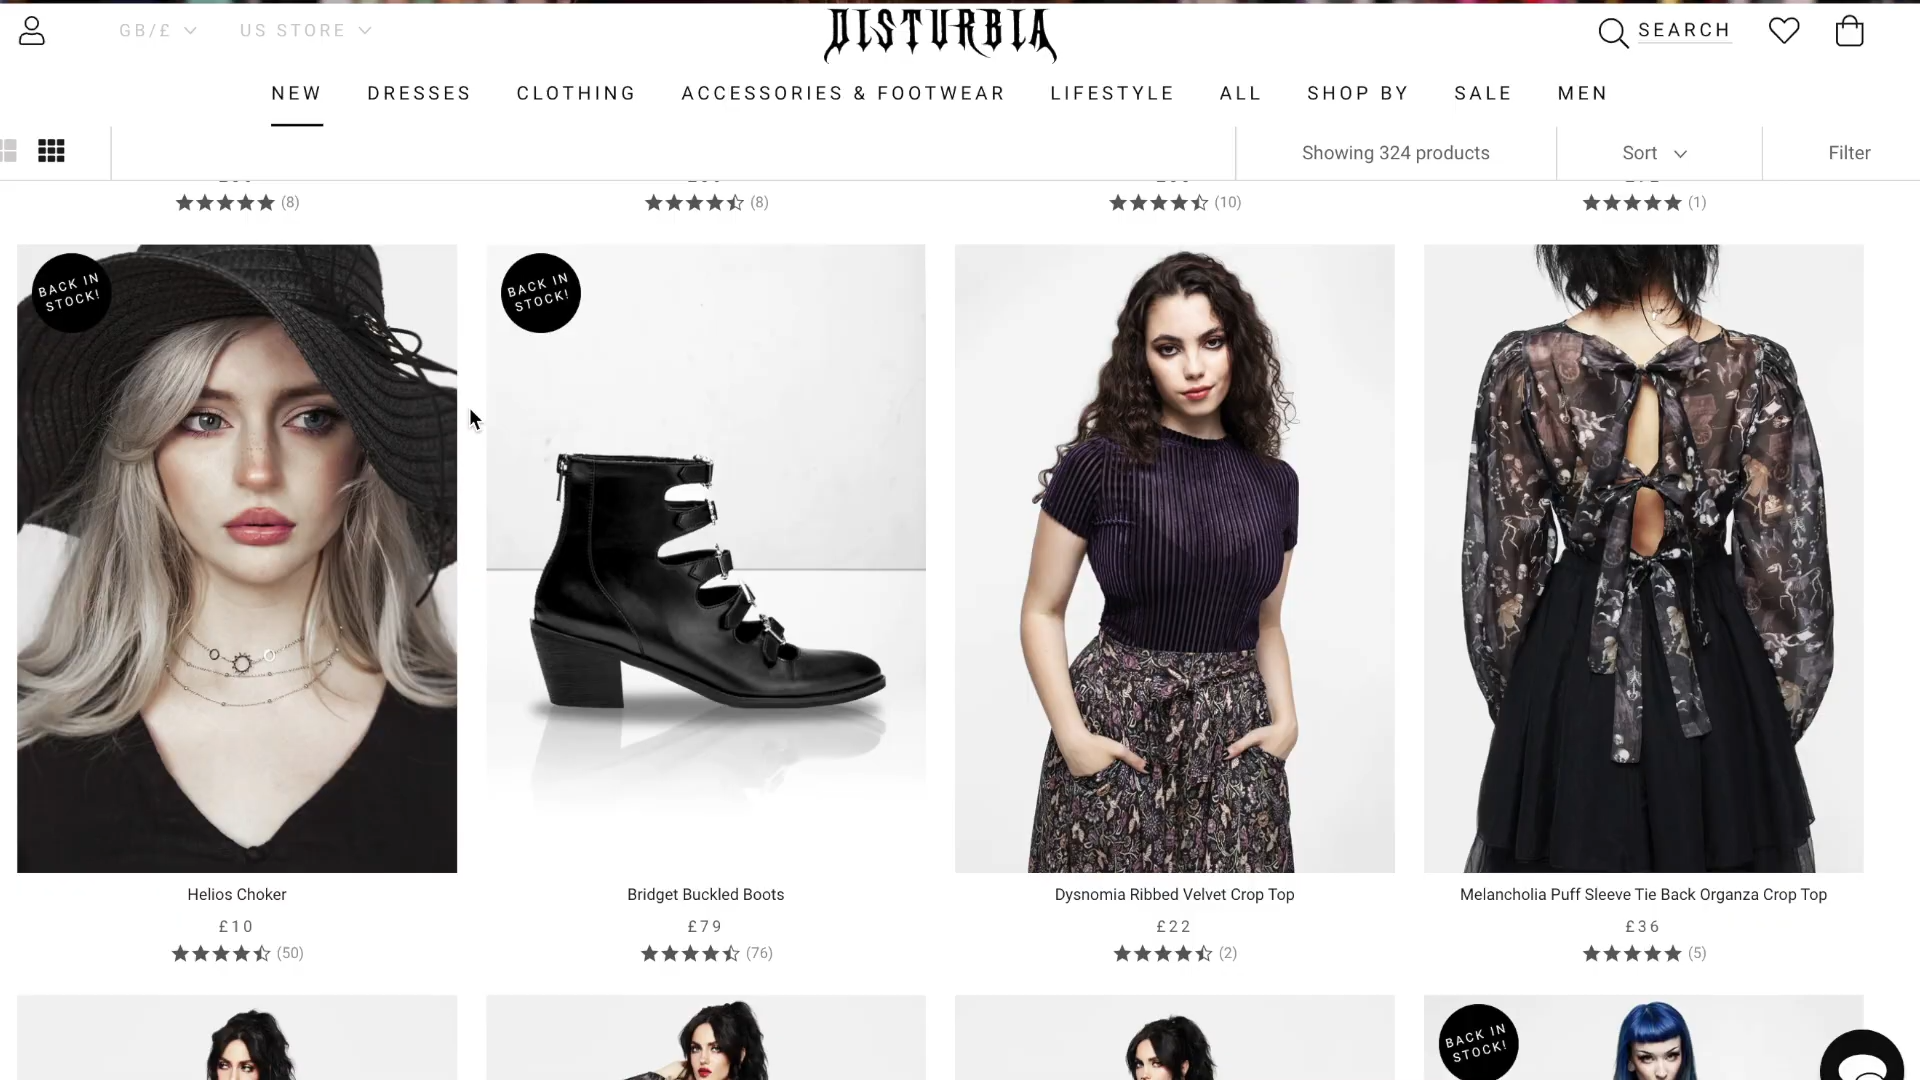 GB/£
US STORE
DISTURBIA
SEARCH
NEW
DRESSES
CLOTHING
ACCESSORIES & FOOTWEAR
LIFESTYLE
ALL
SHOP BY
SALE
MEN
Showing 324 products
Sort
Filter
(8)
(8)
(10)
(1)
BACK IN
STOCK!
BACK IN
STOCK!
Helios Choker
£10
(50)
Bridget Buckled Boots
£79
(76)
Dysnomia Ribbed Velvet Crop Top
£22
(2)
Melancholia Puff Sleeve Tie Back Organza Crop Top
£36
(5)
BACK IN
STOCK!